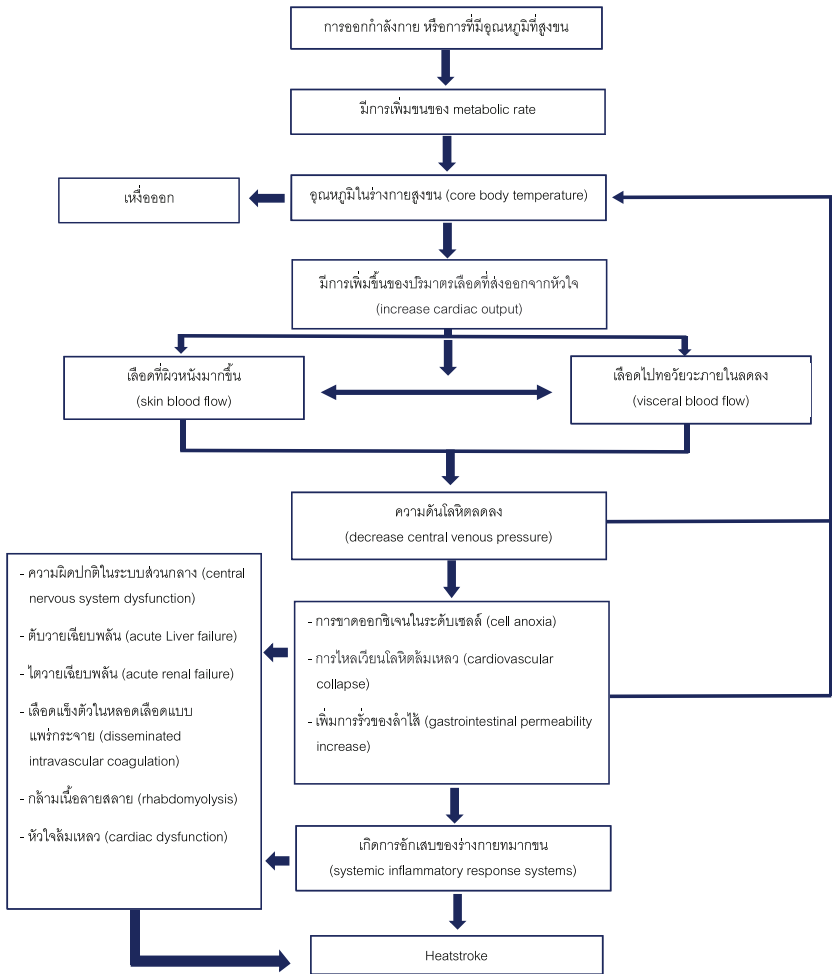 การออกกำลังกาย หรือการที่มีอุณหภูมิที่สูงขน
มีการเพิ่มขนของ metabolic rate
เหงื่อออก
อุณหภูมิในร่างกายสูงขน (core body temperature)
มีการเพิ่มขึ้นของปริมาตรเลือดที่ส่งออกจากหัวใจ
(increase cardiac output)
เลือดที่ผิวหนังมากขึ้น
(skin blood flow)
เลือดไปทอวัยวะภายในลดลง
(visceral blood flow)
ความดันโลหิตลดลง
(decrease central venous pressure)
- ความผิดปกติในระบบส่วนกลาง (central
nervous system dysfunction)
- ตับวายเฉียบพลัน (acute Liver failure)
- ไตวายเฉียบพลัน (acute renal failure)
- เลือดแข็งตัวในหลอดเลือดแบบ
แพร่กระจาย (disseminated
intravascular coagulation)
- กล้ามเนื้อลายสลาย (rhabdomyolysis)
- หัวใจล้มเหลว (cardiac dysfunction)
- การขาดออกซิเจนในระดับเซลล์ (cell anoxia)
- การไหลเวียนโลหิตล้มเหลว (cardiovascular
collapse)
- เพิ่มการรั่วของลำไส้ (gastrointestinal permeability
increase)
เกิดการอักเสบของร่างกายทมากขน
(systemic inflammatory response systems)
Heatstroke